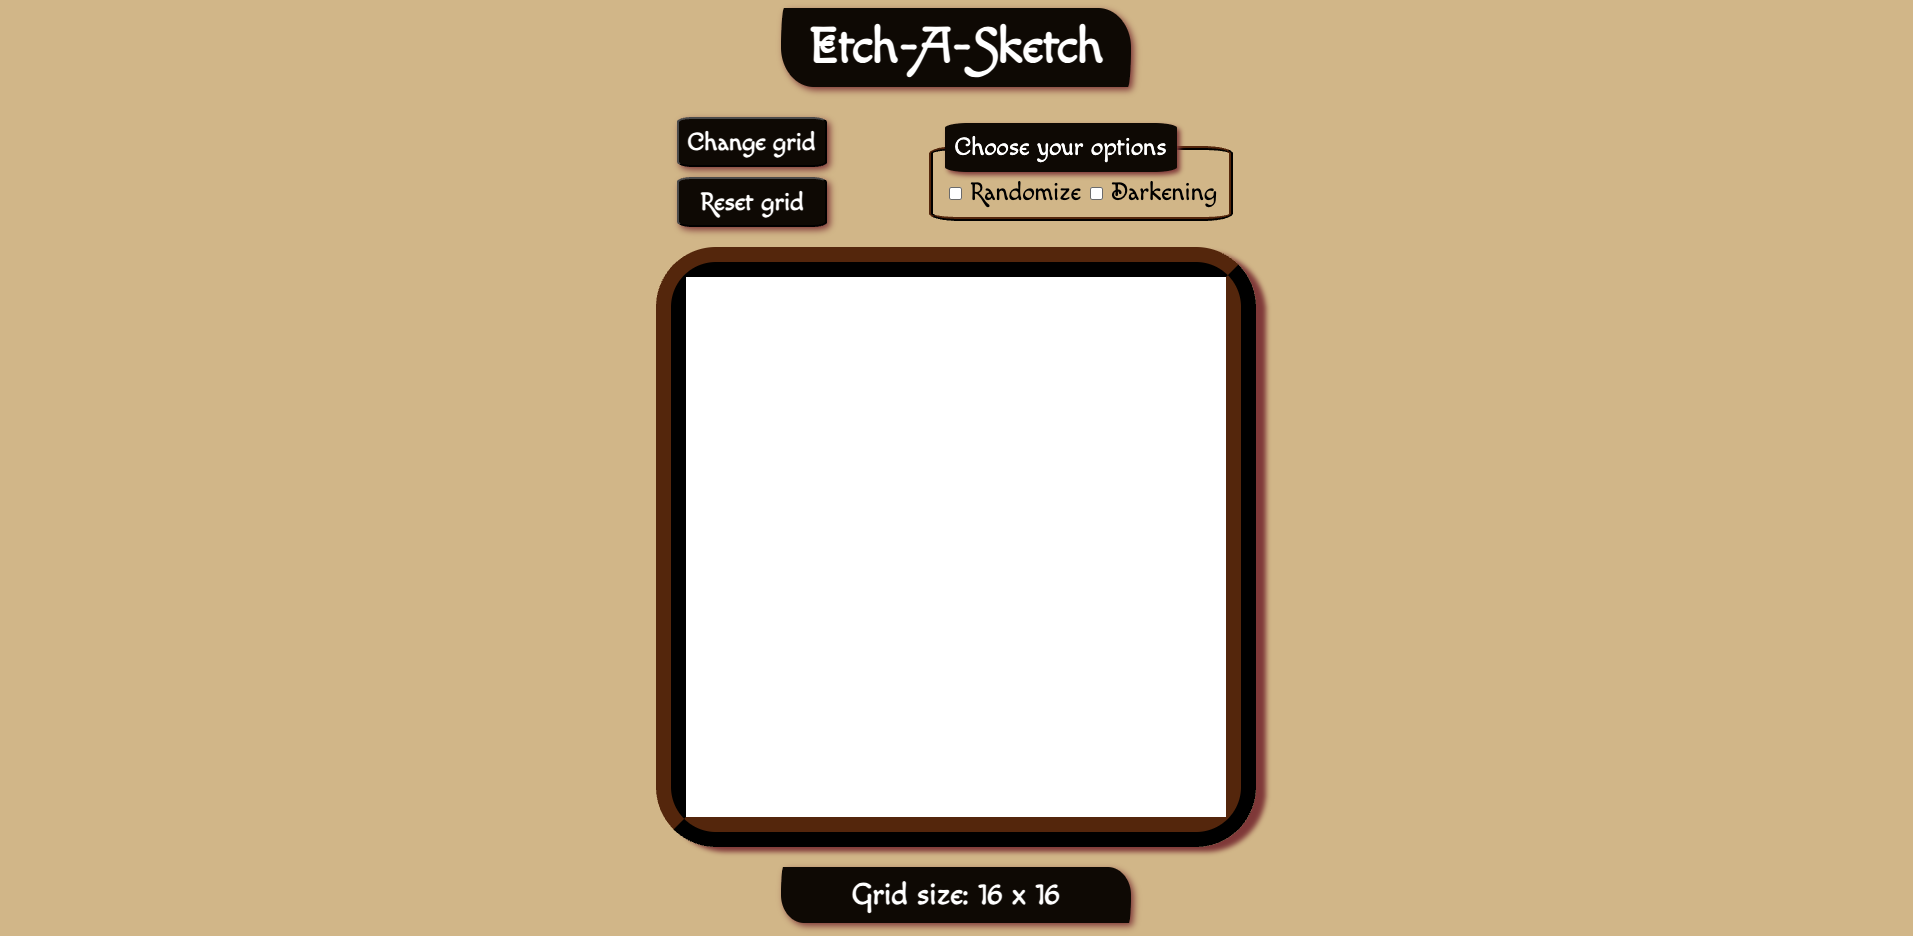 Etch-A-Sketch
Change grid
Reset grid
Choose your options
Randomize Darkening
Grid size: 16 x 16